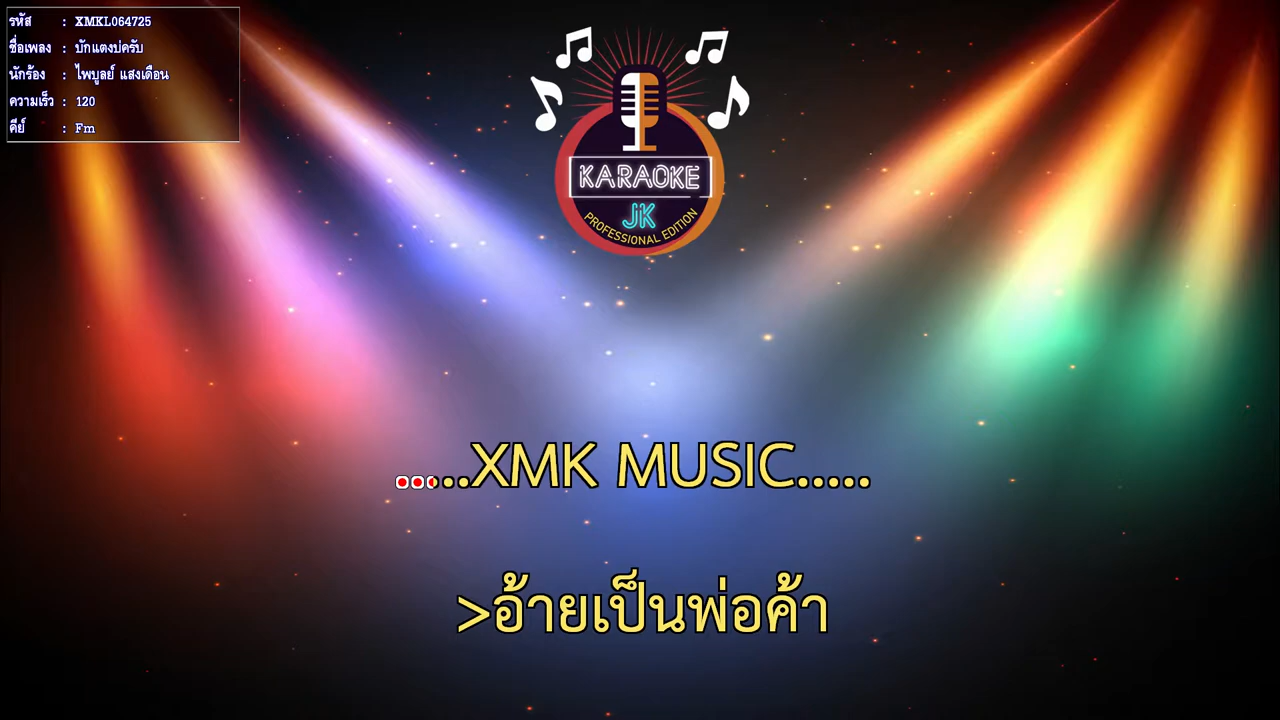 รหัส : XMKL064725
ชื่อเพลง : บักแตงบ่ครับ
นักร้อง : ไพบูลย์ แสงเดือน
ความเร็ว : 120
คีย์ : Fm
KARAOKE
JK
PROFESSIONAL EDITION
.....XMK MUSIC.....
>อ้ายเป็นพ่อค้า